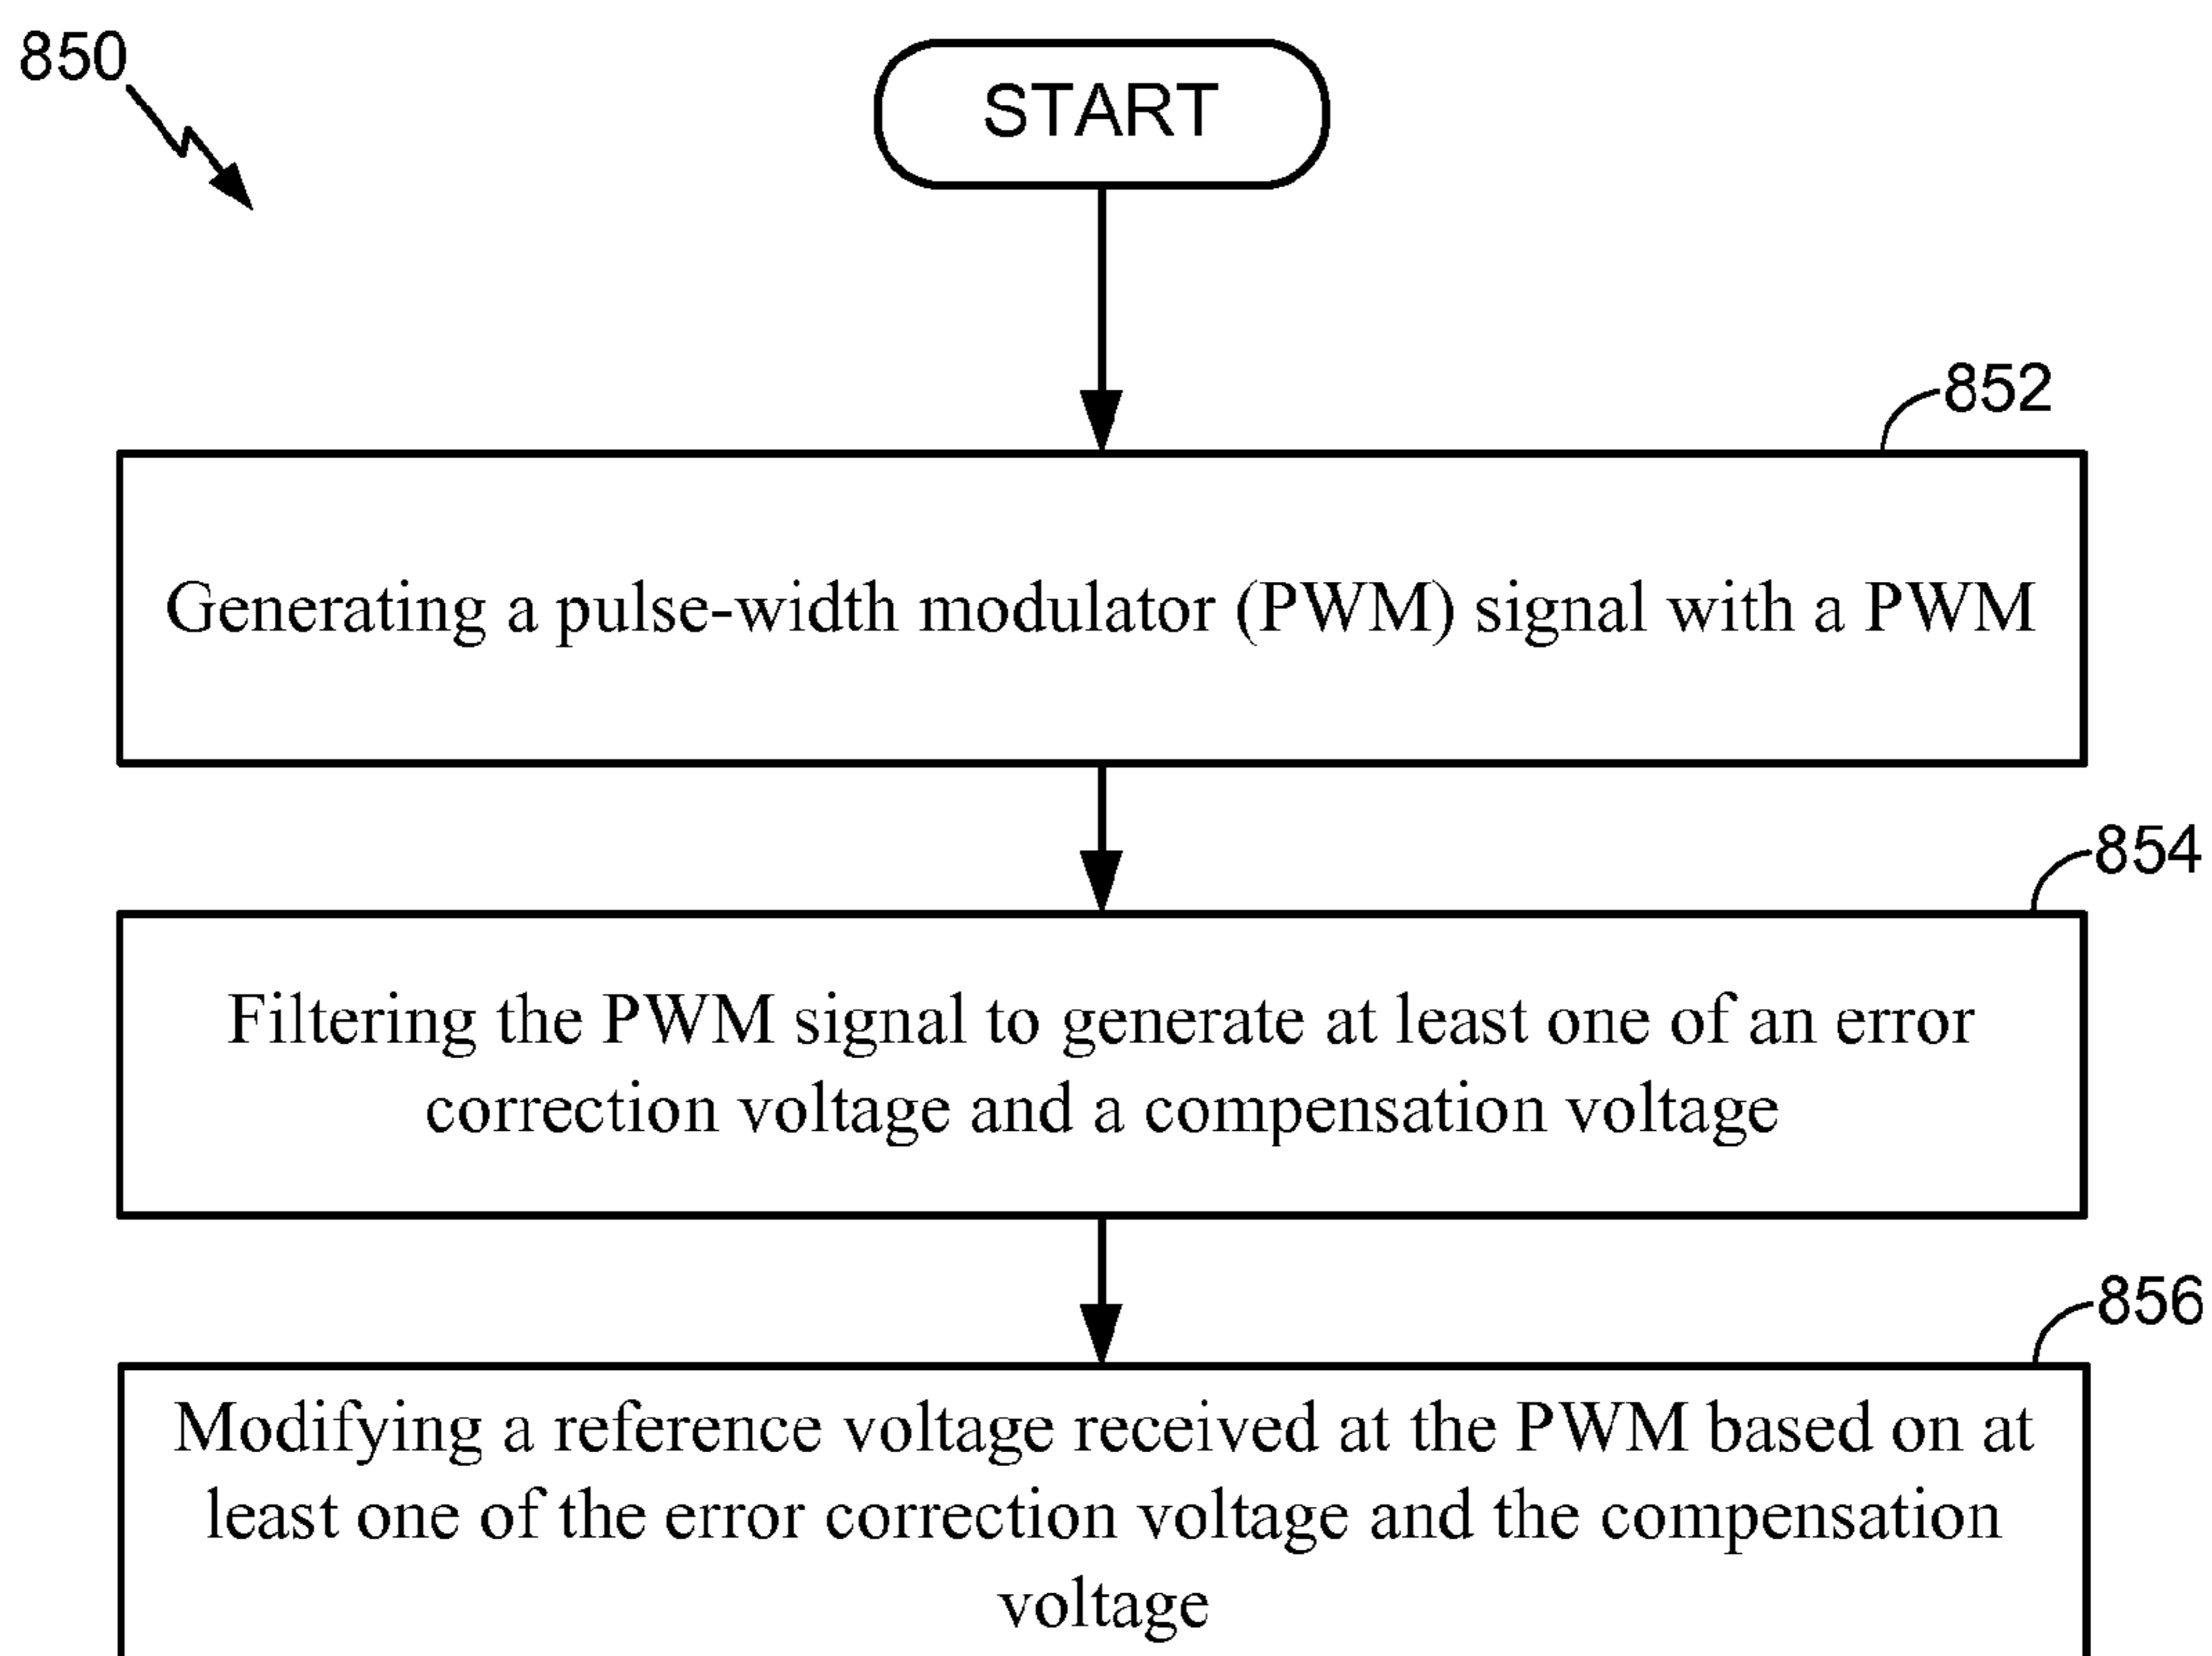 850
START
852
Generating a pulse-width modulator (PWM) signal with a PWM
854
Filtering the PWM signal to generate at least one of an error
correction voltage and a compensation voltage
856
Modifying a reference voltage received at the PWM based on at
least one of the error correction voltage and the compensation
voltage